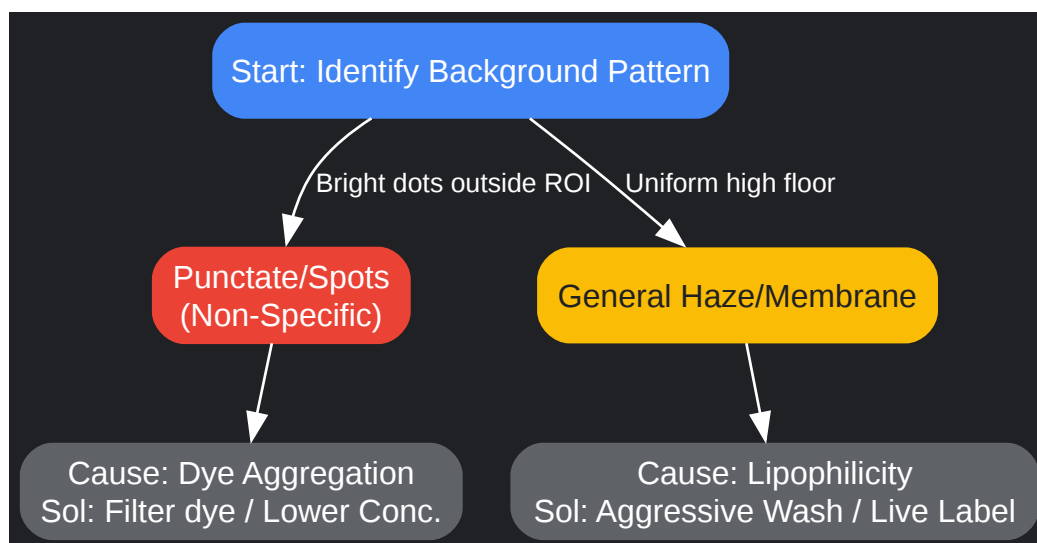 Start: Identify Background Pattern
Bright dots outside ROI
Uniform high floor
Punctate/Spots
(Non-Specific)
General Haze/Membrane
Cause: Dye Aggregation
Sol: Filter dye / Lower Conc.
Cause: Lipophilicity
Sol: Aggressive Wash / Live Label